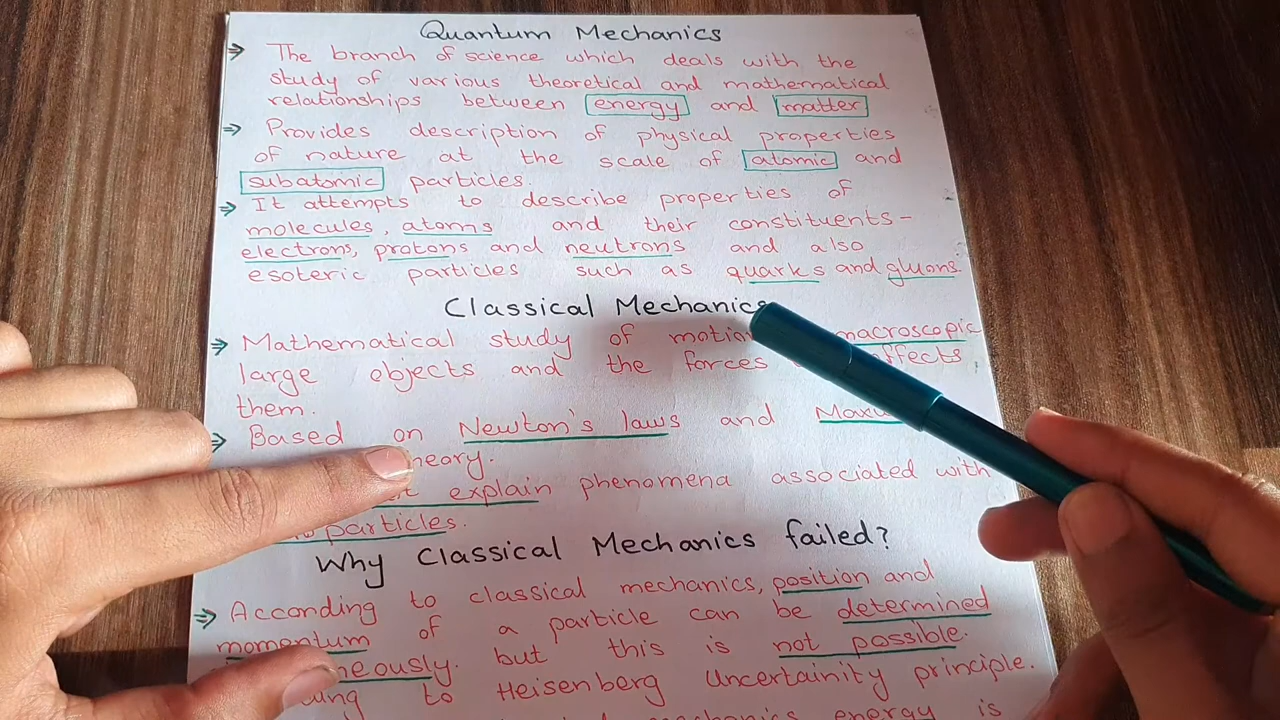 Quantum Mechanics
⇒ The branch of science which deals with the
study of various theoretical and mathematical
relationships between energy and matter
⇒ Provides description of physical properties
of nature at the scale of atomic and
subatomic particles.
⇒ It attempts to describe properties of
molecules, atoms and their constituents-
electrons, protons and neutrons and also
esoteric particles such as quarks and gluons.
Classical Mechanics
⇒ Mathematical study of motion macroscopic
large objects and the forces effects
them.
⇒ Based on Newton's laws and
explain phenomena associated with
particles.
Why Classical Mechanics failed?
⇒ According to classical mechanics, position and
momentum of a particle can be determined
but this is not possible.
to Heisenberg Uncertainity principle.
mechanics energy is